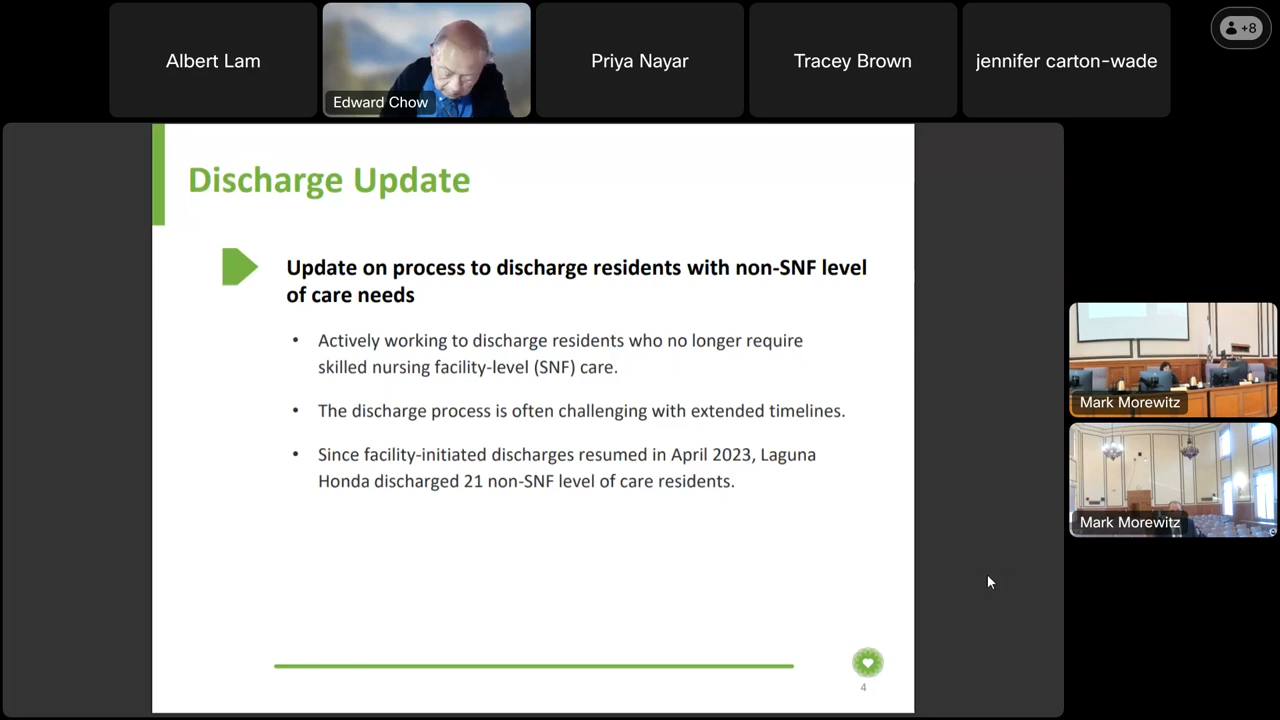 Albert Lam
Edward Chow
Priya Nayar
Tracey Brown
jennifer carton-wade
+8
Discharge Update
Update on process to discharge residents with non-SNF level
of care needs
• Actively working to discharge residents who no longer require
skilled nursing facility-level (SNF) care.
• The discharge process is often challenging with extended timelines.
• Since facility-initiated discharges resumed in April 2023, Laguna
Honda discharged 21 non-SNF level of care residents.
4
Mark Morewitz
Mark Morewitz